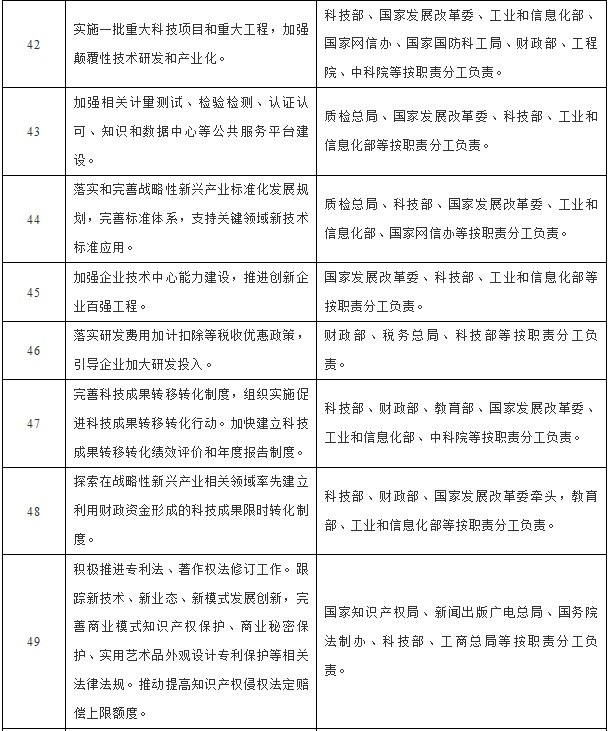 42
实施一批重大科技项目和重大工程，加强
颠覆性技术研发和产业化。
科技部、国家发展改革委、工业和信息化部、
国家网信办、国家国防科工局、财政部、工程
院、中科院等按职责分工负责。
43
加强相关计量测试、检验检测、认证认
可、知识和数据中心等公共服务平台建
设。
质检总局、国家发展改革委、科技部、工业和
信息化部等按职责分工负责。
44
落实和完善战略性新兴产业标准化发展规
划，完善标准体系，支持关键领域新技术
标准应用。
质检总局、科技部、国家发展改革委、工业和
信息化部、国家网信办等按职责分工负责。
45
加强企业技术中心能力建设，推进创新企
业百强工程。
国家发展改革委、科技部、工业和信息化部等
按职责分工负责。
46
落实研发费用加计扣除等税收优惠政策，
引导企业加大研发投入。
财政部、税务总局、科技部等按职责分工负
责。
47
完善科技成果转移转化制度，组织实施促
进科技成果转移转化行动。加快建立科技
成果转移转化绩效评价和年度报告制度。
科技部、财政部、教育部、国家发展改革委、
工业和信息化部、中科院等按职责分工负责。
48
探索在战略性新兴产业相关领域率先建立
利用财政资金形成的科技成果限时转化制
度。
科技部、财政部、国家发展改革委牵头，教育
部、工业和信息化部等按职责分工负责。
49
积极推进专利法、著作权法修订工作。跟
踪新技术、新业态、新模式发展创新，完
善商业模式知识产权保护、商业秘密保
护、实用艺术品外观设计专利保护等相关
法律法规。推动提高知识产权侵权法定赔
偿上限额度。
国家知识产权局、新闻出版广电总局、国务院
法制办、科技部、工商总局等按职责分工负
责。